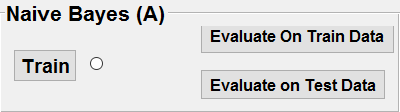 Naive Bayes (A)
Evaluate On Train Data
Train
Evaluate on Test Data